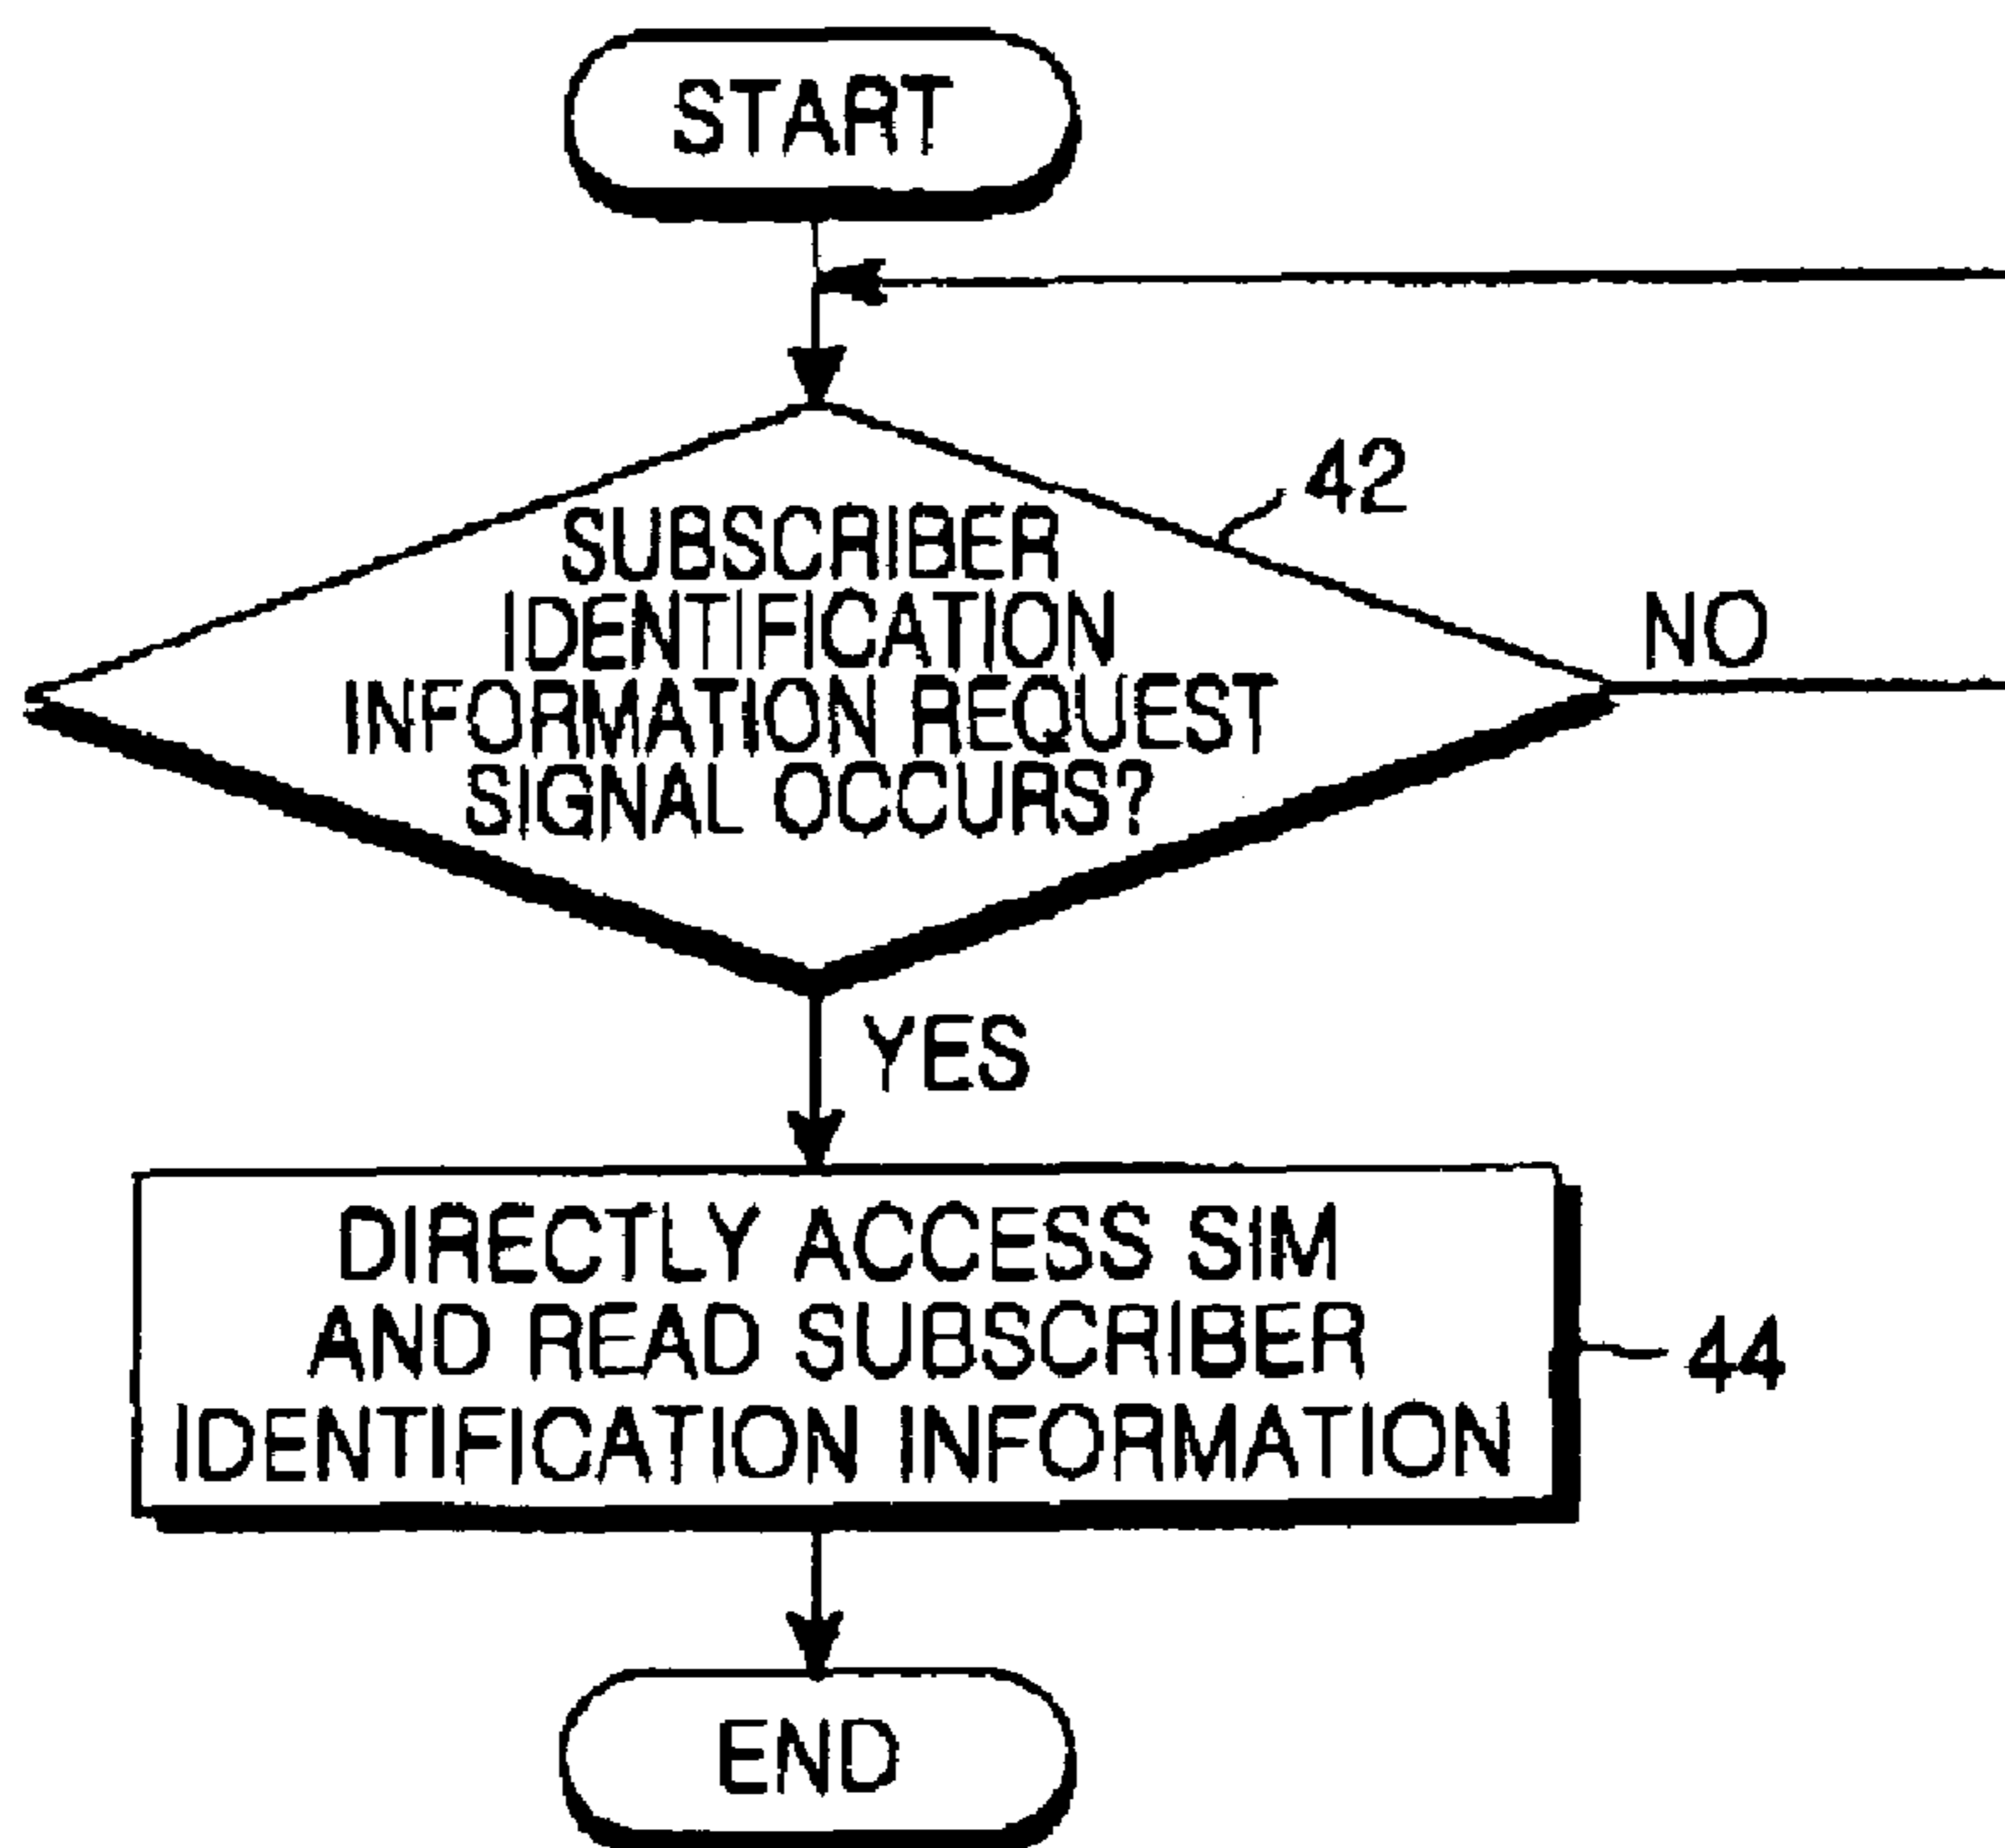 START
42
SUBSCRIBER
IDENTIFICATION
INFORMATION REQUEST
SIGNAL OCCURS?
NO
YES
DIRECTLY ACCESS SIM
AND READ SUBSCRIBER
IDENTIFICATION INFORMATION
44
END